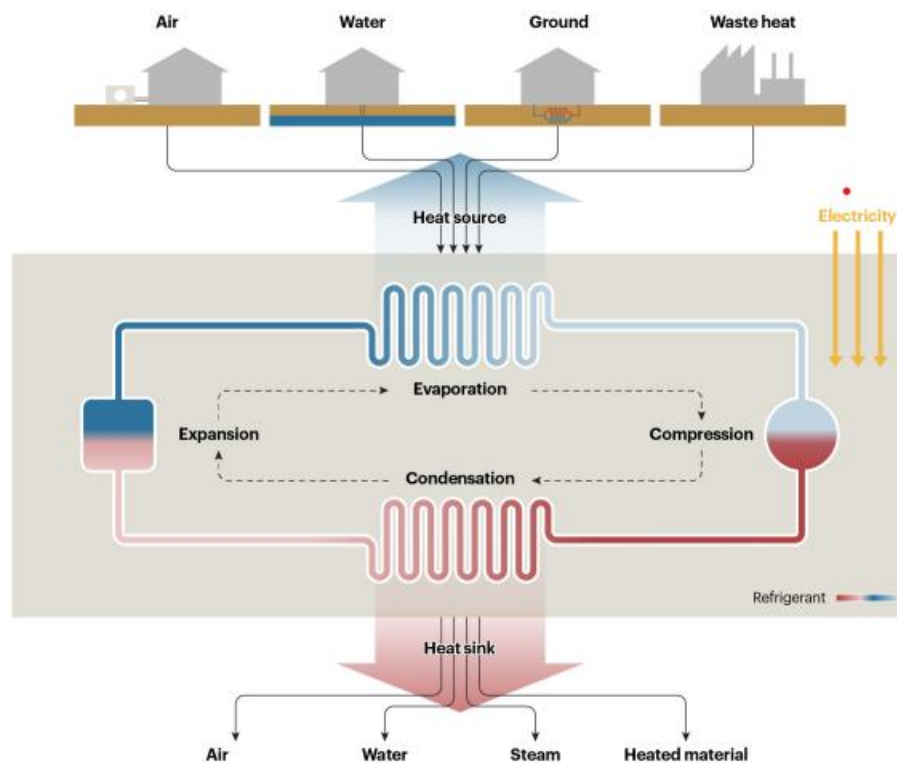 Air
Water
Ground
Waste heat
Heat source
Electricity
Evaporation
Expansion
Compression
Condensation
Refrigerant
Heat sink
Air
Water
Steam
Heated material